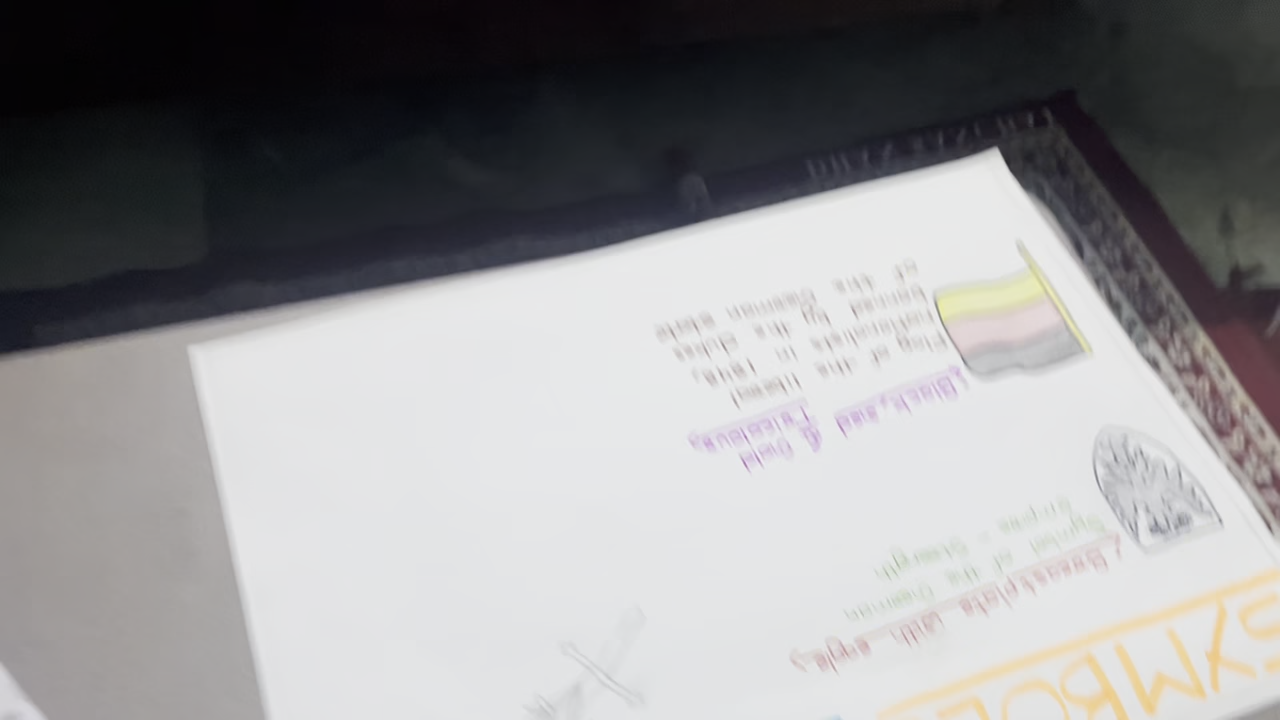 SYMBOL
Breastplate with eagle
Symbol of the German
Empire - Strength
Black, red & gold
tricolour
Flag of the liberal
nationalists in 1848,
banned by the dukes
of the German state